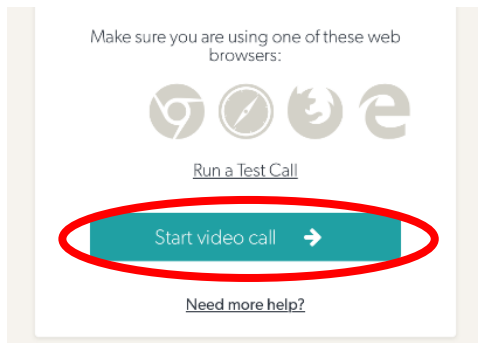 Make sure you are using one of these web
browsers:
Run a Test Call
Start video call
Need more help?